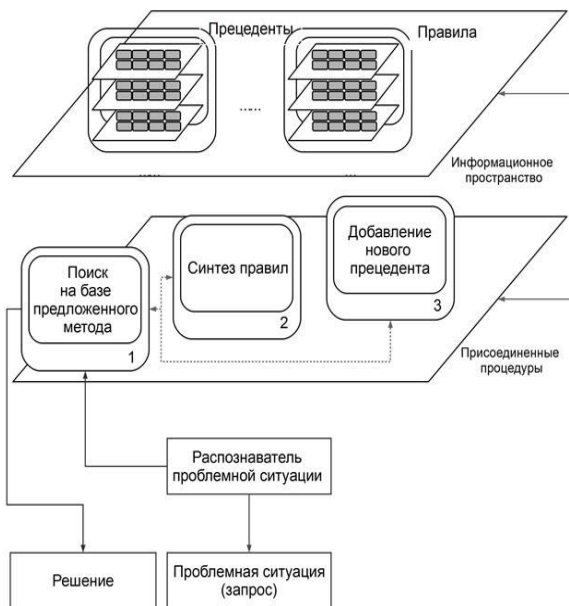 Прецеденты
Правила
......
Информационное
пространство
Поиск
на базе
предложенного
метода
1
Синтез правил
2
Добавление
нового
прецедента
3
Присоединенные
процедуры
Распознаватель
проблемной ситуации
Решение
Проблемная ситуация
(запрос)